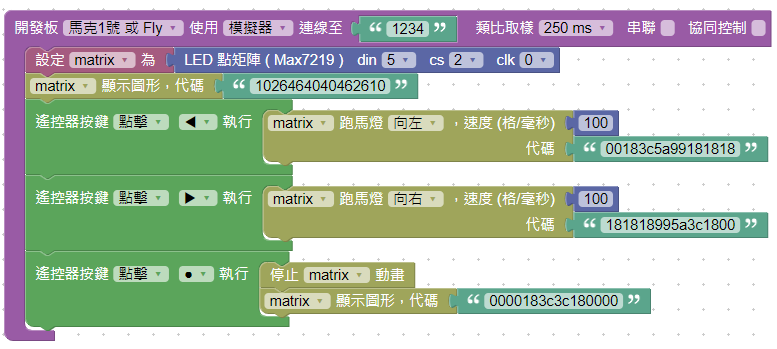 開發板 馬克1號 或 Fly 使用 模擬器 連線至 “ 1234 ” 類比取樣 250 ms 串聯 協同控制
設定 matrix 為 LED 點矩陣 ( Max7219 ) din 5 cs 2 clk 0
matrix 顯示圖形，代碼 “ 1026464040462610 ”
遙控器按鍵 點擊 ◀ 執行 matrix 跑馬燈 向左 ，速度 (格/毫秒) 100
代碼 “ 00183c5a99181818 ”
遙控器按鍵 點擊 ▶ 執行 matrix 跑馬燈 向右 ，速度 (格/毫秒) 100
代碼 “ 181818995a3c1800 ”
遙控器按鍵 點擊 ● 執行 停止 matrix 動畫
matrix 顯示圖形，代碼 “ 0000183c3c180000 ”